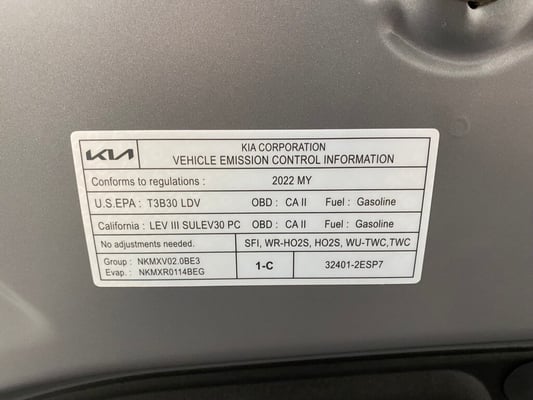 KIA
KIA CORPORATION
VEHICLE EMISSION CONTROL INFORMATION
Conforms to regulations : 2022 MY
U.S.EPA : T3B30 LDV OBD : CA II Fuel : Gasoline
California : LEV III SULEV30 PC OBD : CA II Fuel : Gasoline
No adjustments needed. SFI, WR-HO2S, HO2S, WU-TWC,TWC
Group : NKMXV02.0BE3
Evap. : NKMXR0114BEG
1-C
32401-2ESP7